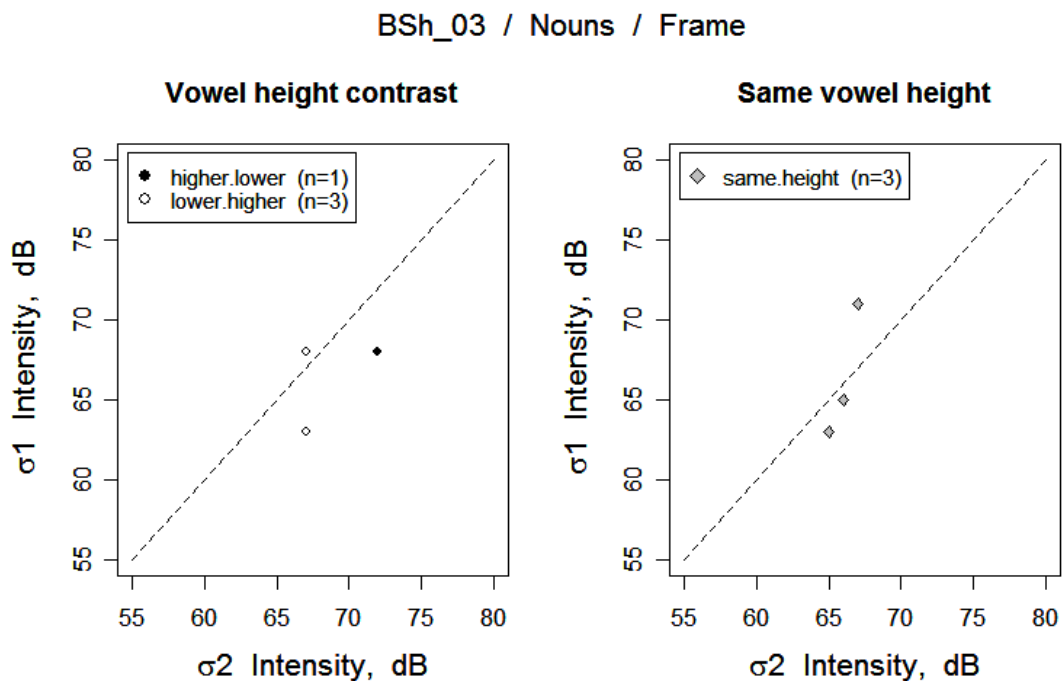 BSh_03 / Nouns / Frame
Vowel height contrast
higher.lower (n=1)
lower.higher (n=3)
80
75
70
65
60
55
σ1 Intensity, dB
55 60 65 70 75 80
σ2 Intensity, dB
Same vowel height
same.height (n=3)
80
75
70
65
60
55
σ1 Intensity, dB
55 60 65 70 75 80
σ2 Intensity, dB